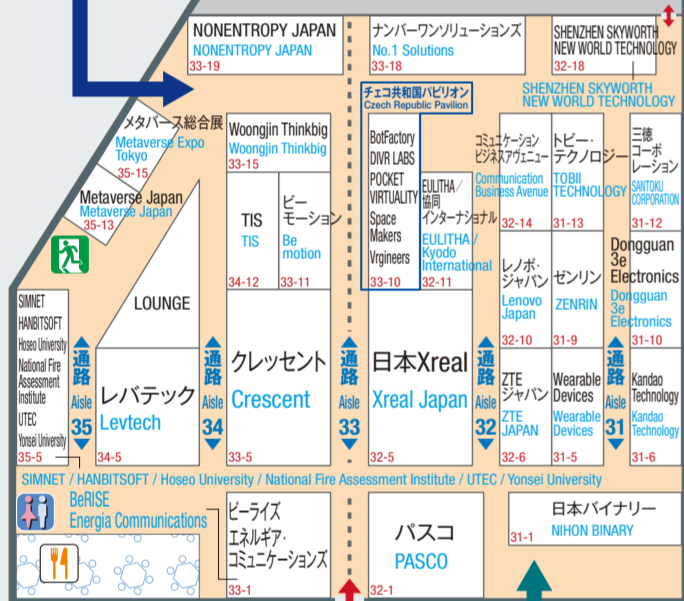 NONENTROPY JAPAN
NONENTROPY JAPAN
33-19
ナンバーワンソリューションズ
No.1 Solutions
33-18
SHENZHEN SKYWORTH
NEW WORLD TECHNOLOGY
32-18
SHENZHEN SKYWORTH
NEW WORLD TECHNOLOGY
チェコ共和国パビリオン
Czech Republic Pavilion
メタバース総合展
Metaverse Expo
Tokyo
35-15
Metaverse Japan
Metaverse Japan
35-13
Woongjin Thinkbig
Woongjin Thinkbig
33-15
BotFactory
DIVR LABS
POCKET
VIRTUALITY
Space
Makers
Vrgineers
33-10
EULITHA/
協同
インターナショナル
EULITHA/
Kyodo
International
32-11
コミュニケーション
ビジネスアヴェニュー
Communication
Business Avenue
32-14
トビー・
テクノロジー
TOBII
TECHNOLOGY
31-13
三徳
コーポ
レーション
SANTOKU
CORPORATION
31-12
TIS
TIS
34-12
ビー
モーション
Be
motion
33-11
LOUNGE
レノボ・
ジャパン
Lenovo
Japan
32-10
ゼンリン
ZENRIN
31-9
Dongguan
3e
Electronics
Dongguan
3e
Electronics
31-10
SIMNET
HANBITSOFT
Hoseo University
National Fire
Assessment
Institute
UTEC
Yonsei University
35-5
通路
Aisle
35
レバテック
Levtech
34-5
通路
Aisle
34
クレッセント
Crescent
33-5
通路
Aisle
33
日本Xreal
Xreal Japan
32-5
通路
Aisle
32
ZTE
ジャパン
ZTE
JAPAN
32-6
Wearable
Devices
Wearable
Devices
31-5
通路
Aisle
31
Kandao
Technology
Kandao
Technology
31-6
SIMNET / HANBITSOFT / Hoseo University / National Fire Assessment Institute / UTEC / Yonsei University
BeRISE
Energia Communications
ビーライズ
エネルギア・
コミュニケーションズ
33-1
パスコ
PASCO
32-1
日本バイナリー
NIHON BINARY
31-1